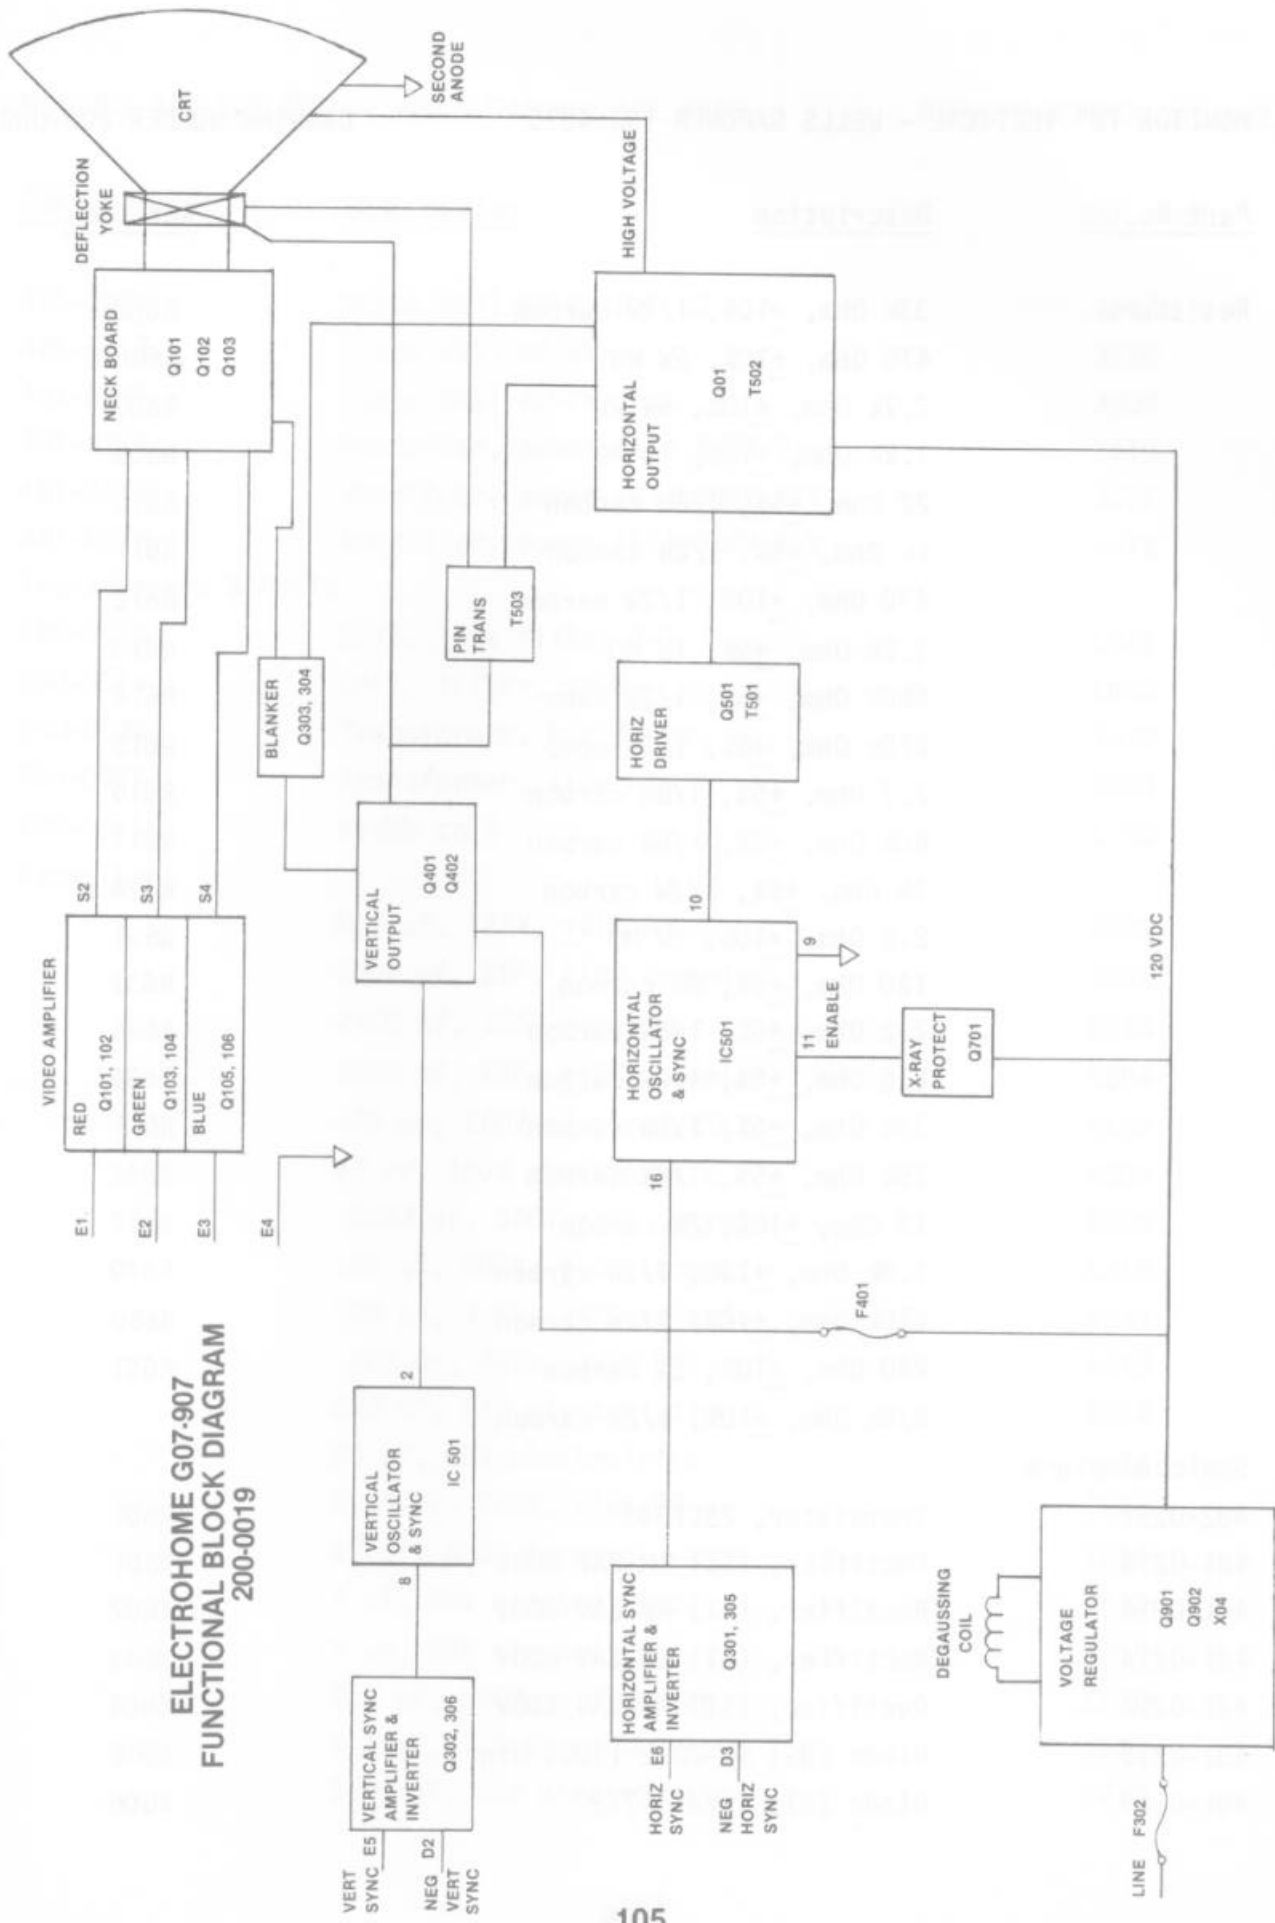 ELECTROHOME G07-907
FUNCTIONAL BLOCK DIAGRAM
200-0019
VIDEO AMPLIFIER
E1.
RED
Q101, 102
S2
E2
GREEN
Q103, 104
S3
E3
BLUE
Q105, 106
S4
E4
NECK BOARD
Q101
Q102
Q103
DEFLECTION
YOKE
CRT
SECOND
ANODE
BLANKER
Q303, 304
VERT
SYNC
E5
NEG
VERT
SYNC
D2
VERTICAL SYNC
AMPLIFIER &
INVERTER
Q302, 306
8
VERTICAL
OSCILLATOR
& SYNC
IC 501
2
VERTICAL
OUTPUT
Q401
Q402
PIN
TRANS
T503
HORIZ
SYNC
E6
NEG
HORIZ
SYNC
D3
HORIZONTAL SYNC
AMPLIFIER &
INVERTER
Q301, 305
16
HORIZONTAL
OSCILLATOR
& SYNC
IC501
10
11
ENABLE
9
HORIZ
DRIVER
Q501
T501
HORIZONTAL
OUTPUT
Q01
T502
HIGH VOLTAGE
F401
X-RAY
PROTECT
Q701
DEGAUSSING
COIL
LINE
F302
VOLTAGE
REGULATOR
Q901
Q902
X04
120 VDC
105